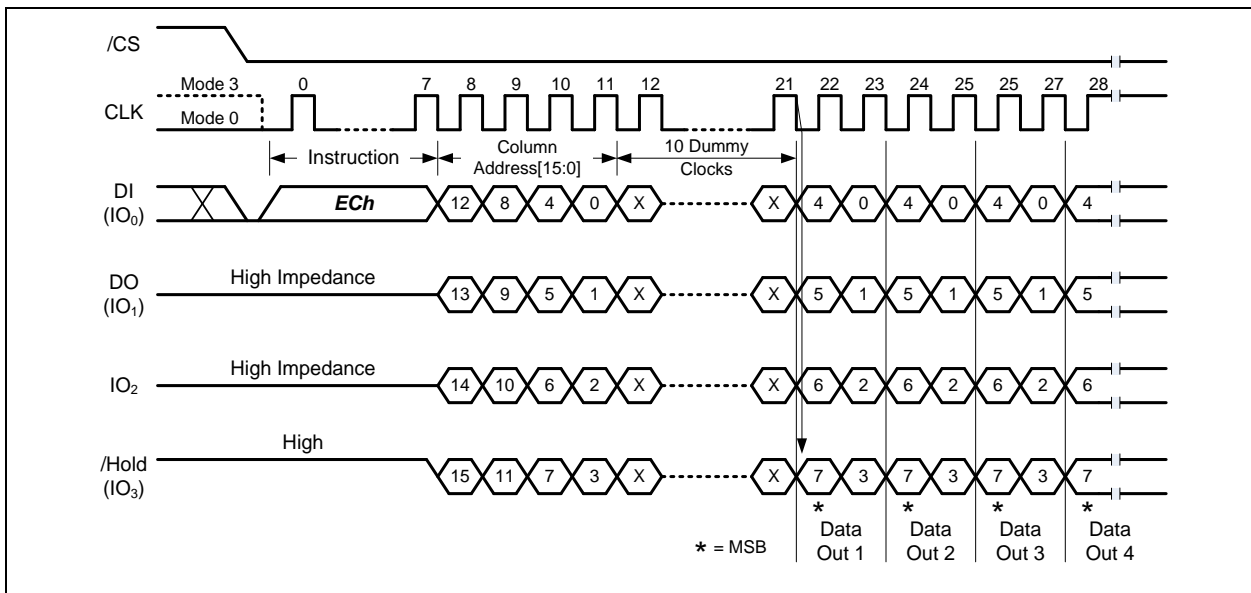 /CS
Mode 3 0 7 8 9 10 11 12 21 22 23 24 25 25 27 28
CLK
Mode 0
Instruction Column 10 Dummy
Address[15:0] Clocks
DI
(IO0) ECh 12 8 4 0 X X 4 0 4 0 4 0 4
High Impedance
DO
(IO1) 13 9 5 1 X X 5 1 5 1 5 1 5
High Impedance
IO2 14 10 6 2 X X 6 2 6 2 6 2 6
High
/Hold
(IO3) 15 11 7 3 X X 7 3 7 3 7 3 7
* * * *
* = MSB
Data Data Data Data
Out 1 Out 2 Out 3 Out 4